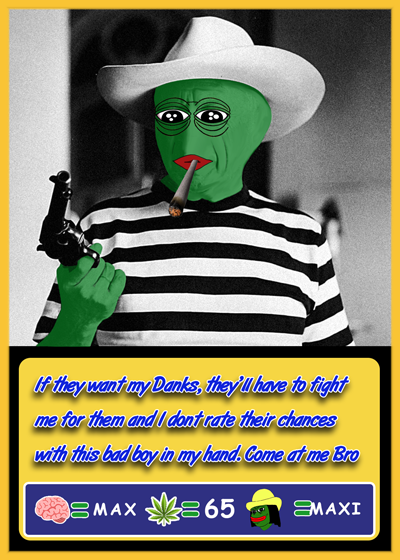 If they want my Danks, they'll have to fight
me for them and I dont rate their chances
with this bad boy in my hand. Come at me Bro
= MAX = 65 = MAXI